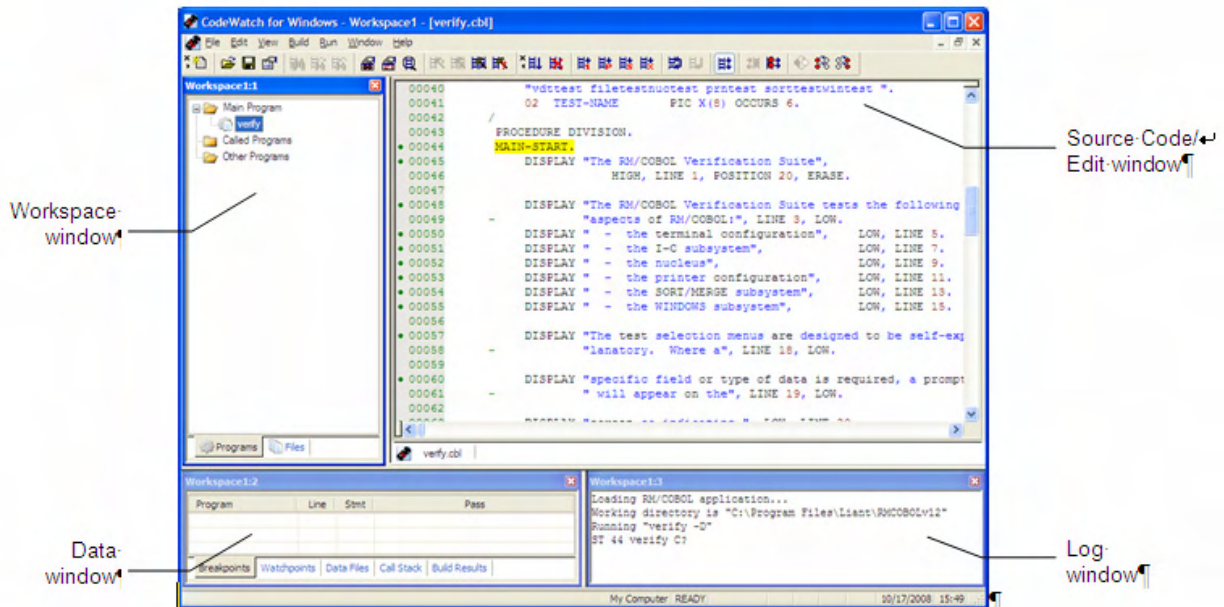 CodeWatch for Windows - Workspace1 - [verify.cbl]
File Edit View Build Run Window Help
Workspace1:1
Main Program
verify
Called Programs
Other Programs
Programs Files
00040 "vdttest filetestnuctest prntest sorttestwintest ".
00041 02 TEST-NAME PIC X(8) OCCURS 6.
00042 /
00043 PROCEDURE DIVISION.
00044 MAIN-START.
00045 DISPLAY "The RM/COBOL Verification Suite",
00046 HIGH, LINE 1, POSITION 20, ERASE.
00047
00048 DISPLAY "The RM/COBOL Verification Suite tests the following
00049 - "aspects of RM/COBOL:", LINE 3, LOW.
00050 DISPLAY " - the terminal configuration", LOW, LINE 5.
00051 DISPLAY " - the I-C subsystem", LOW, LINE 7.
00052 DISPLAY " - the nucleus", LOW, LINE 9.
00053 DISPLAY " - the printer configuration", LOW, LINE 11.
00054 DISPLAY " - the SORT/MERGE subsystem", LOW, LINE 13.
00055 DISPLAY " - the WINDOWS subsystem", LOW, LINE 15.
00056
00057 DISPLAY "The test selection menus are designed to be self-exp
00058 - "lanatory. Where a", LINE 18, LOW.
00059
00060 DISPLAY "specific field or type of data is required, a prompt
00061 - " will appear on the", LINE 19, LOW.
00062
verify.cbl
Source Code/↵
Edit window¶
Workspace
window¶
Workspace1:2
Program Line Stmt Pass
Breakpoints Watchpoints Data Files Call Stack Build Results
Data
window¶
Workspace1:3
Loading RM/COBOL application...
Working directory is "C:\Program Files\Liant\RMCOBOLv12"
Running "verify -D"
ST 44 verify C?
Log
window¶
My Computer READY 10/17/2008 15:49
¶